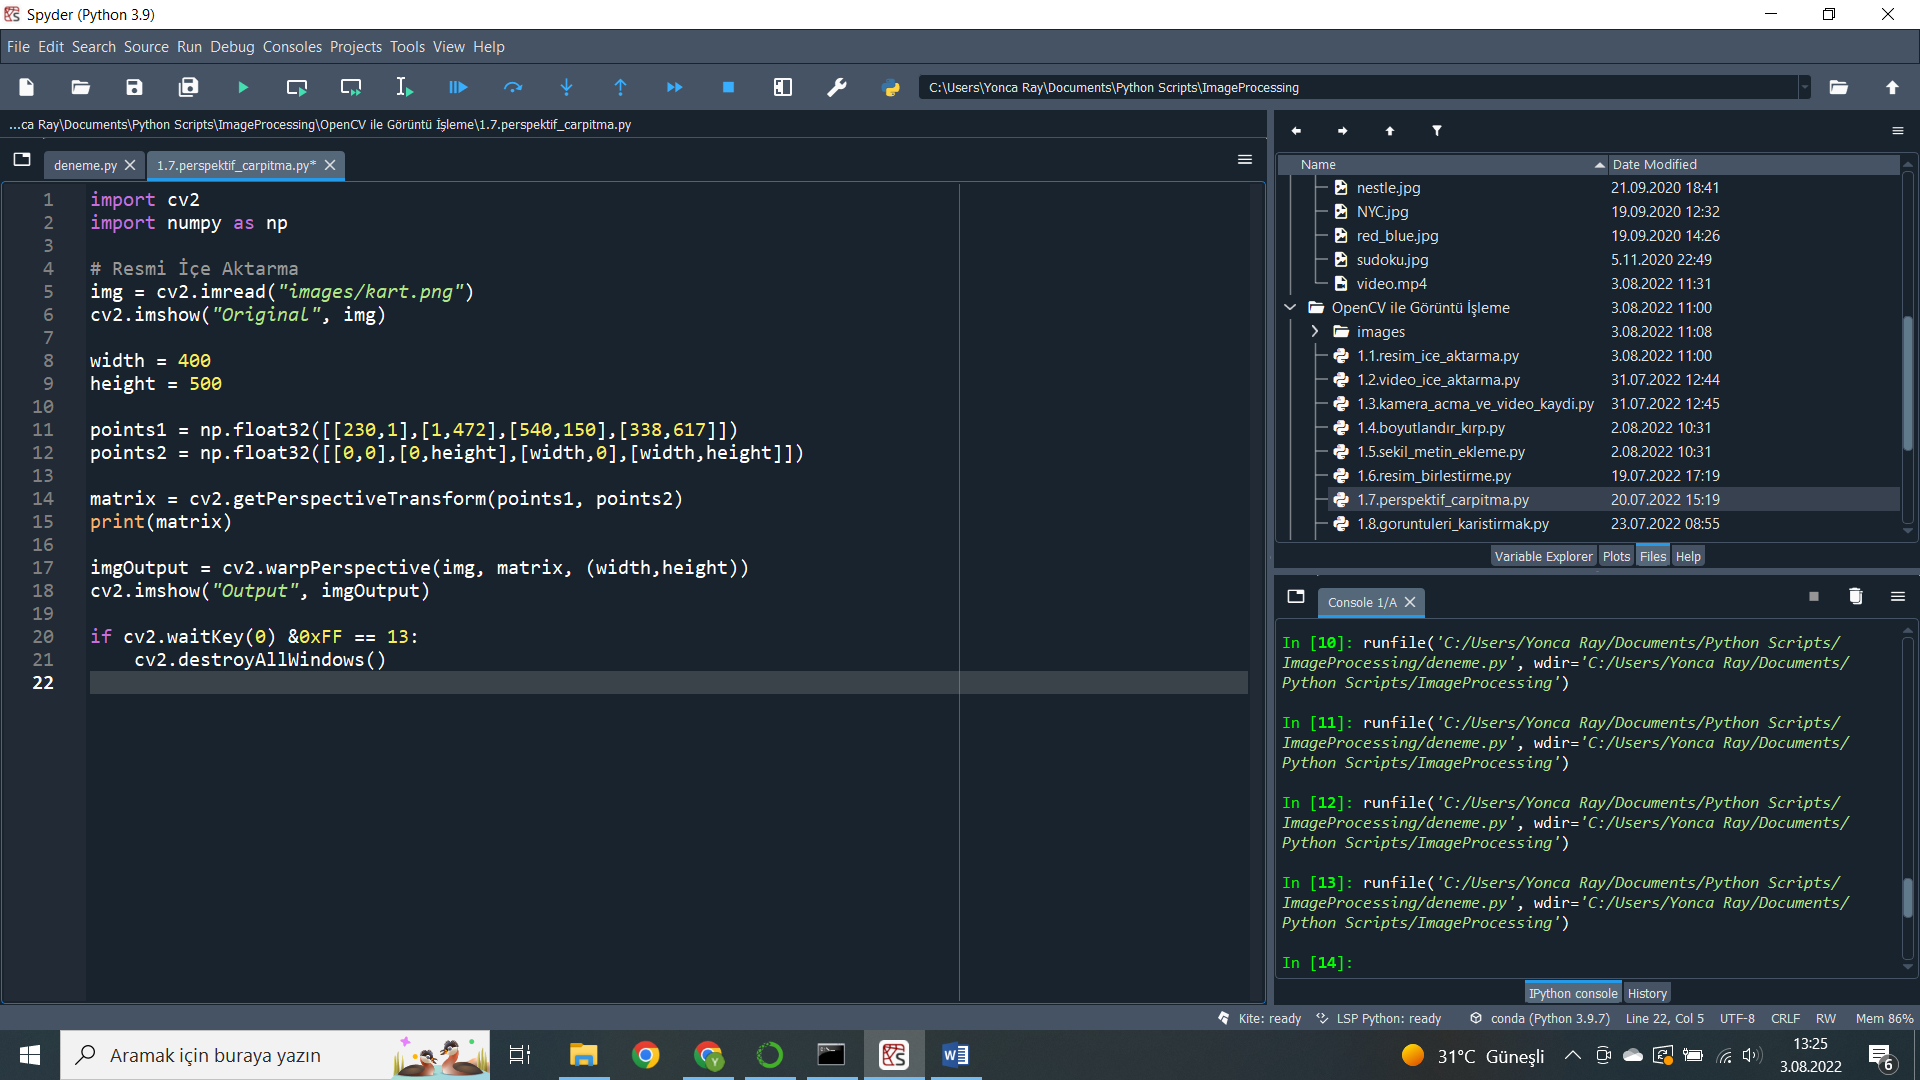 Spyder (Python 3.9)
File Edit Search Source Run Debug Consoles Projects Tools View Help
C:\Users\Yonca Ray\Documents\Python Scripts\ImageProcessing
...ca Ray\Documents\Python Scripts\ImageProcessing\OpenCV ile Görüntü İşleme\1.7.perspektif_carpitma.py
deneme.py
1.7.perspektif_carpitma.py*
1 import cv2
2 import numpy as np
3
4 # Resmi İçe Aktarma
5 img = cv2.imread("images/kart.png")
6 cv2.imshow("Original", img)
7
8 width = 400
9 height = 500
10
11 points1 = np.float32([[230,1],[1,472],[540,150],[338,617]])
12 points2 = np.float32([[0,0],[0,height],[width,0],[width,height]])
13
14 matrix = cv2.getPerspectiveTransform(points1, points2)
15 print(matrix)
16
17 imgOutput = cv2.warpPerspective(img, matrix, (width,height))
18 cv2.imshow("Output", imgOutput)
19
20 if cv2.waitKey(0) &0xFF == 13:
21     cv2.destroyAllWindows()
22
Name Date Modified
nestle.jpg 21.09.2020 18:41
NYC.jpg 19.09.2020 12:32
red_blue.jpg 19.09.2020 14:26
sudoku.jpg 5.11.2020 22:49
video.mp4 3.08.2022 11:31
OpenCV ile Görüntü İşleme 3.08.2022 11:00
images 3.08.2022 11:08
1.1.resim_ice_aktarma.py 3.08.2022 11:00
1.2.video_ice_aktarma.py 31.07.2022 12:44
1.3.kamera_acma_ve_video_kaydi.py 31.07.2022 12:45
1.4.boyutlandır_kırp.py 2.08.2022 10:31
1.5.sekil_metin_ekleme.py 2.08.2022 10:31
1.6.resim_birlestirme.py 19.07.2022 17:19
1.7.perspektif_carpitma.py 20.07.2022 15:19
1.8.goruntuleri_karistirmak.py 23.07.2022 08:55
Variable Explorer Plots Files Help
Console 1/A
In [10]: runfile('C:/Users/Yonca Ray/Documents/Python Scripts/
ImageProcessing/deneme.py', wdir='C:/Users/Yonca Ray/Documents/
Python Scripts/ImageProcessing')
In [11]: runfile('C:/Users/Yonca Ray/Documents/Python Scripts/
ImageProcessing/deneme.py', wdir='C:/Users/Yonca Ray/Documents/
Python Scripts/ImageProcessing')
In [12]: runfile('C:/Users/Yonca Ray/Documents/Python Scripts/
ImageProcessing/deneme.py', wdir='C:/Users/Yonca Ray/Documents/
Python Scripts/ImageProcessing')
In [13]: runfile('C:/Users/Yonca Ray/Documents/Python Scripts/
ImageProcessing/deneme.py', wdir='C:/Users/Yonca Ray/Documents/
Python Scripts/ImageProcessing')
In [14]:
IPython console History
Kite: ready LSP Python: ready conda (Python 3.9.7) Line 22, Col 5 UTF-8 CRLF RW Mem 86%
Aramak için buraya yazın
31°C Güneşli
13:25
3.08.2022
6